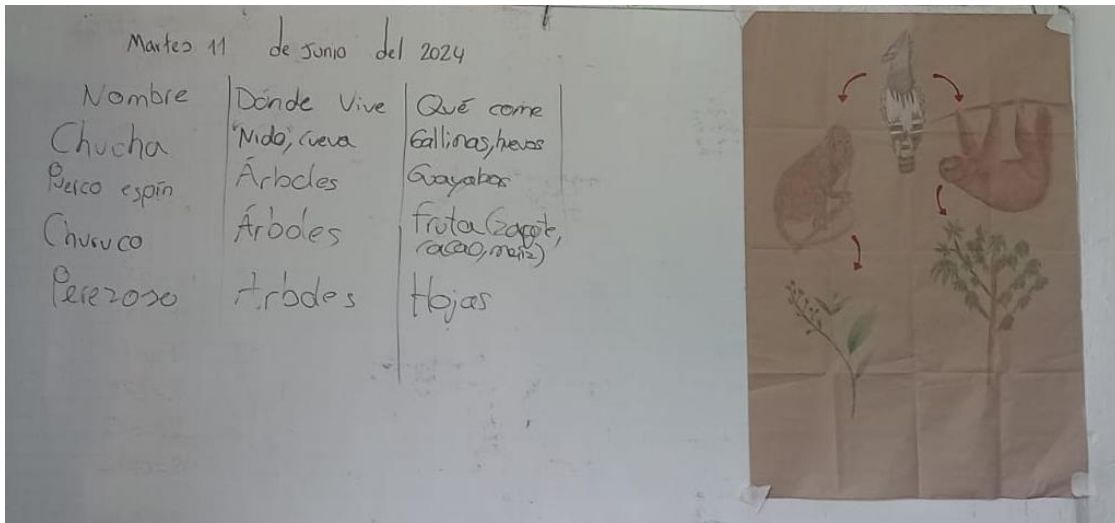 Martes 11 de Junio del 2024
Nombre Dónde Vive Qué come
Chucha Nido, cueva Gallinas, huevos
Puerco espín Árboles Guayabas
Churuco Árboles fruta (zapote,
cacao, maíz)
Perezoso Árboles Hojas